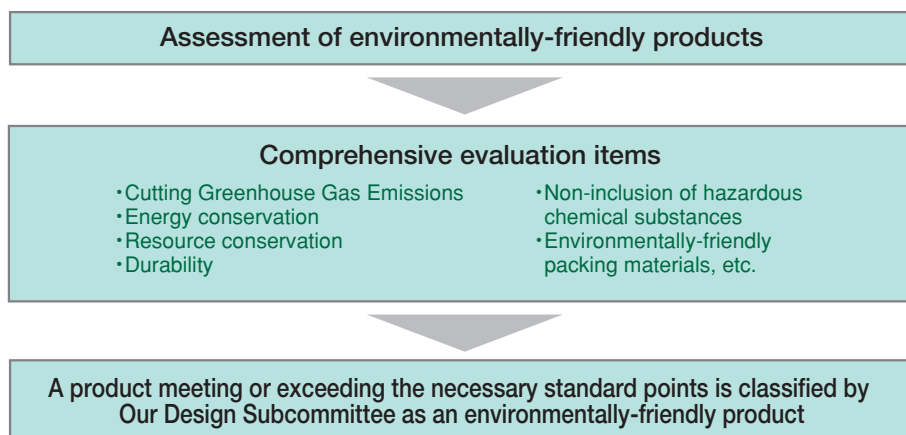 Assessment of environmentally-friendly products
Comprehensive evaluation items
・Cutting Greenhouse Gas Emissions
・Energy conservation
・Resource conservation
・Durability
・Non-inclusion of hazardous
chemical substances
・Environmentally-friendly
packing materials, etc.
A product meeting or exceeding the necessary standard points is classified by
Our Design Subcommittee as an environmentally-friendly product